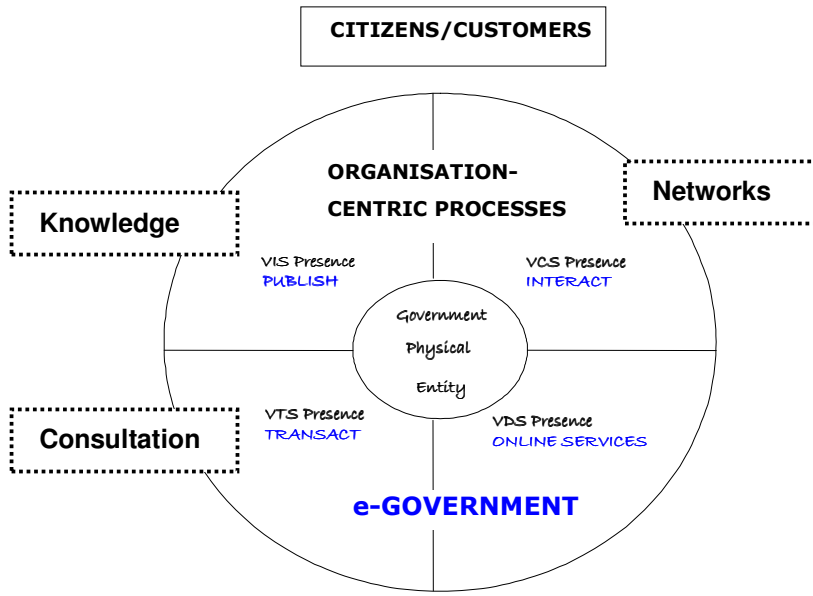 CITIZENS/CUSTOMERS
ORGANISATION-
CENTRIC PROCESSES
Knowledge
Networks
VIS Presence
PUBLISH
VCS Presence
INTERACT
Government
Physical
Entity
VTS Presence
TRANSACT
VDS Presence
ONLINE SERVICES
Consultation
e-GOVERNMENT